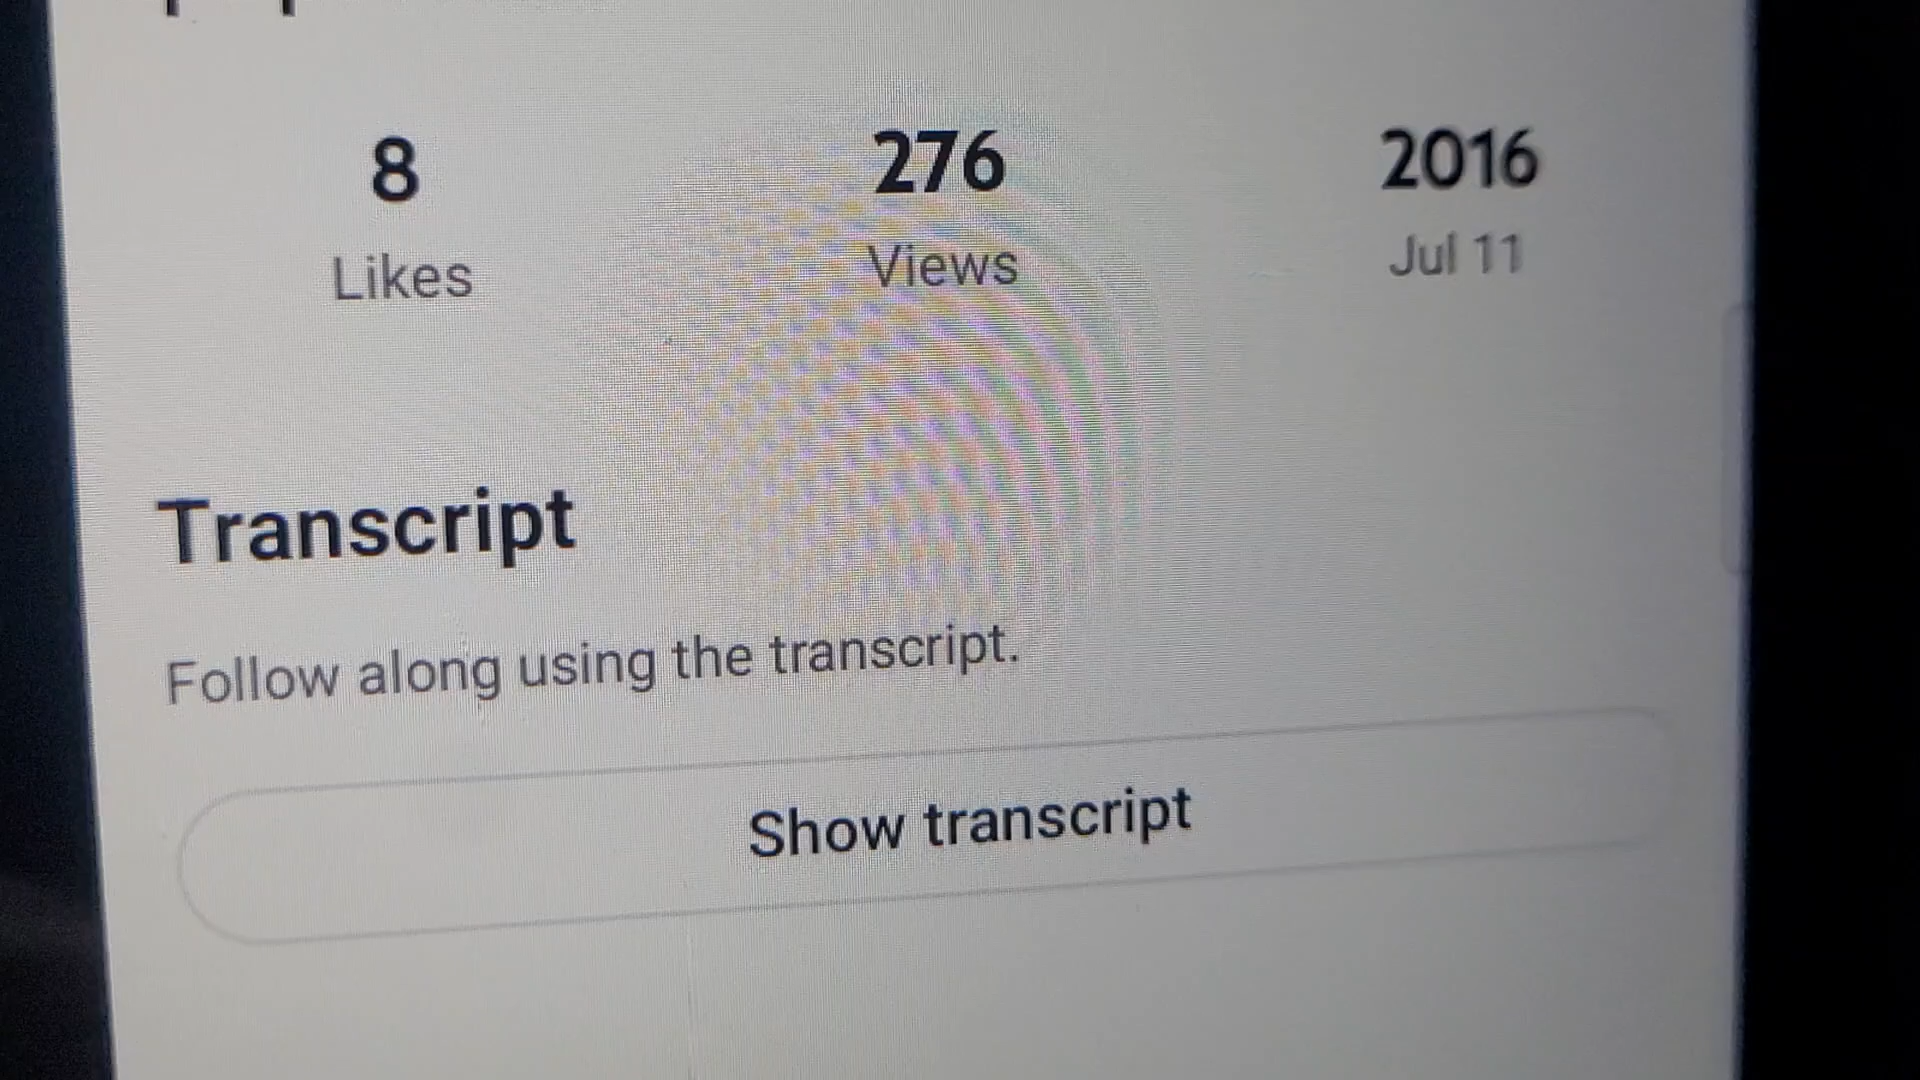 8 276 2016
Likes Views Jul 11
Transcript
Follow along using the transcript.
Show transcript